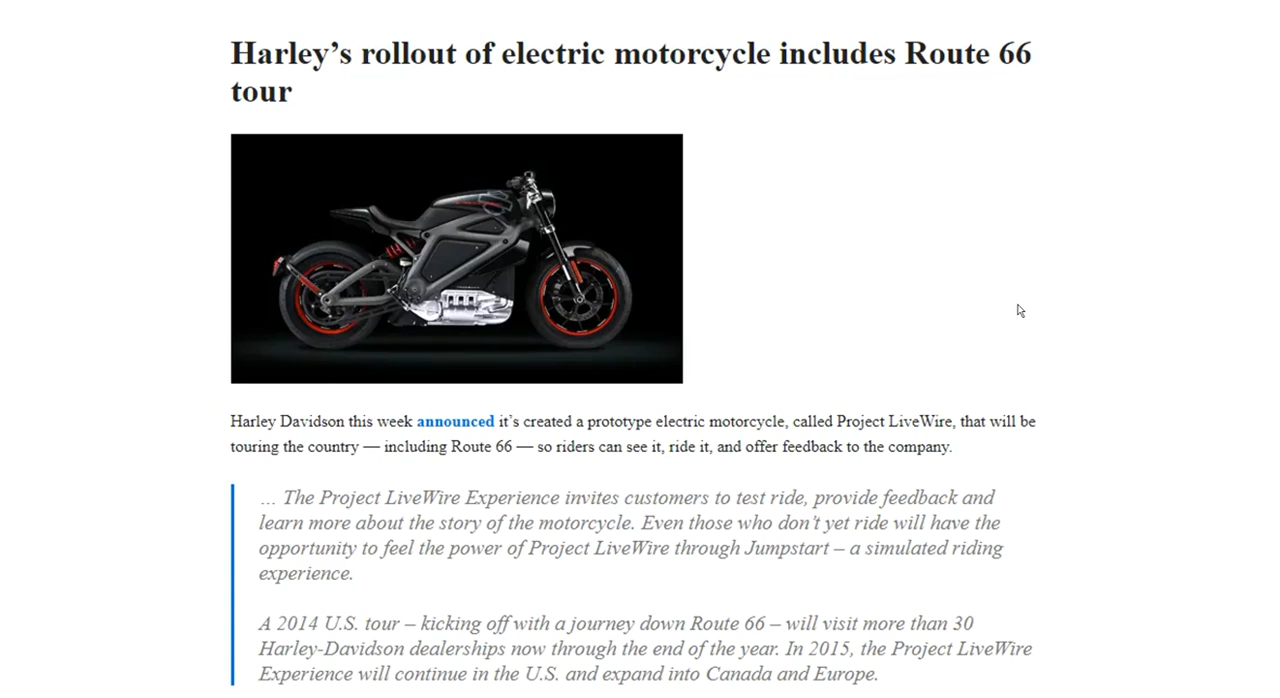 Harley’s rollout of electric motorcycle includes Route 66
tour
Harley Davidson this week announced it’s created a prototype electric motorcycle, called Project LiveWire, that will be
touring the country — including Route 66 — so riders can see it, ride it, and offer feedback to the company.
… The Project LiveWire Experience invites customers to test ride, provide feedback and
learn more about the story of the motorcycle. Even those who don’t yet ride will have the
opportunity to feel the power of Project LiveWire through Jumpstart – a simulated riding
experience.
A 2014 U.S. tour – kicking off with a journey down Route 66 – will visit more than 30
Harley-Davidson dealerships now through the end of the year. In 2015, the Project LiveWire
Experience will continue in the U.S. and expand into Canada and Europe.